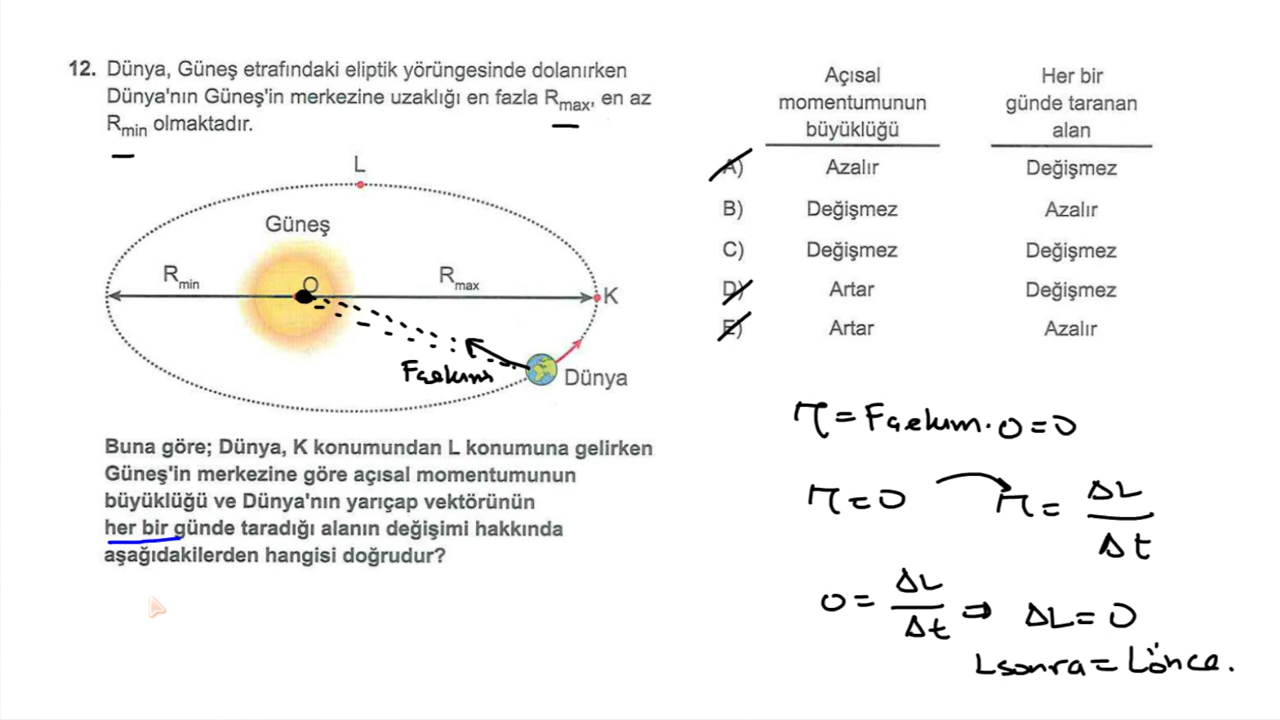 12. Dünya, Güneş etrafındaki eliptik yörüngesinde dolanırken
Dünya'nın Güneş'in merkezine uzaklığı en fazla Rmax, en az
Rmin olmaktadır.
L
Güneş
Rmin
O
Rmax
K
Fçekim
Dünya
Buna göre; Dünya, K konumundan L konumuna gelirken
Güneş'in merkezine göre açısal momentumunun
büyüklüğü ve Dünya'nın yarıçap vektörünün
her bir günde taradığı alanın değişimi hakkında
aşağıdakilerden hangisi doğrudur?
Açısal momentumunun büyüklüğü
Her bir günde taranan alan
A) Azalır Değişmez
B) Değişmez Azalır
C) Değişmez Değişmez
D) Artar Değişmez
E) Artar Azalır
τ = Fçekim . 0 = 0
τ = 0 τ = ΔL / Δt
0 = ΔL / Δt ⇒ ΔL = 0
Lsonra = Lönce.